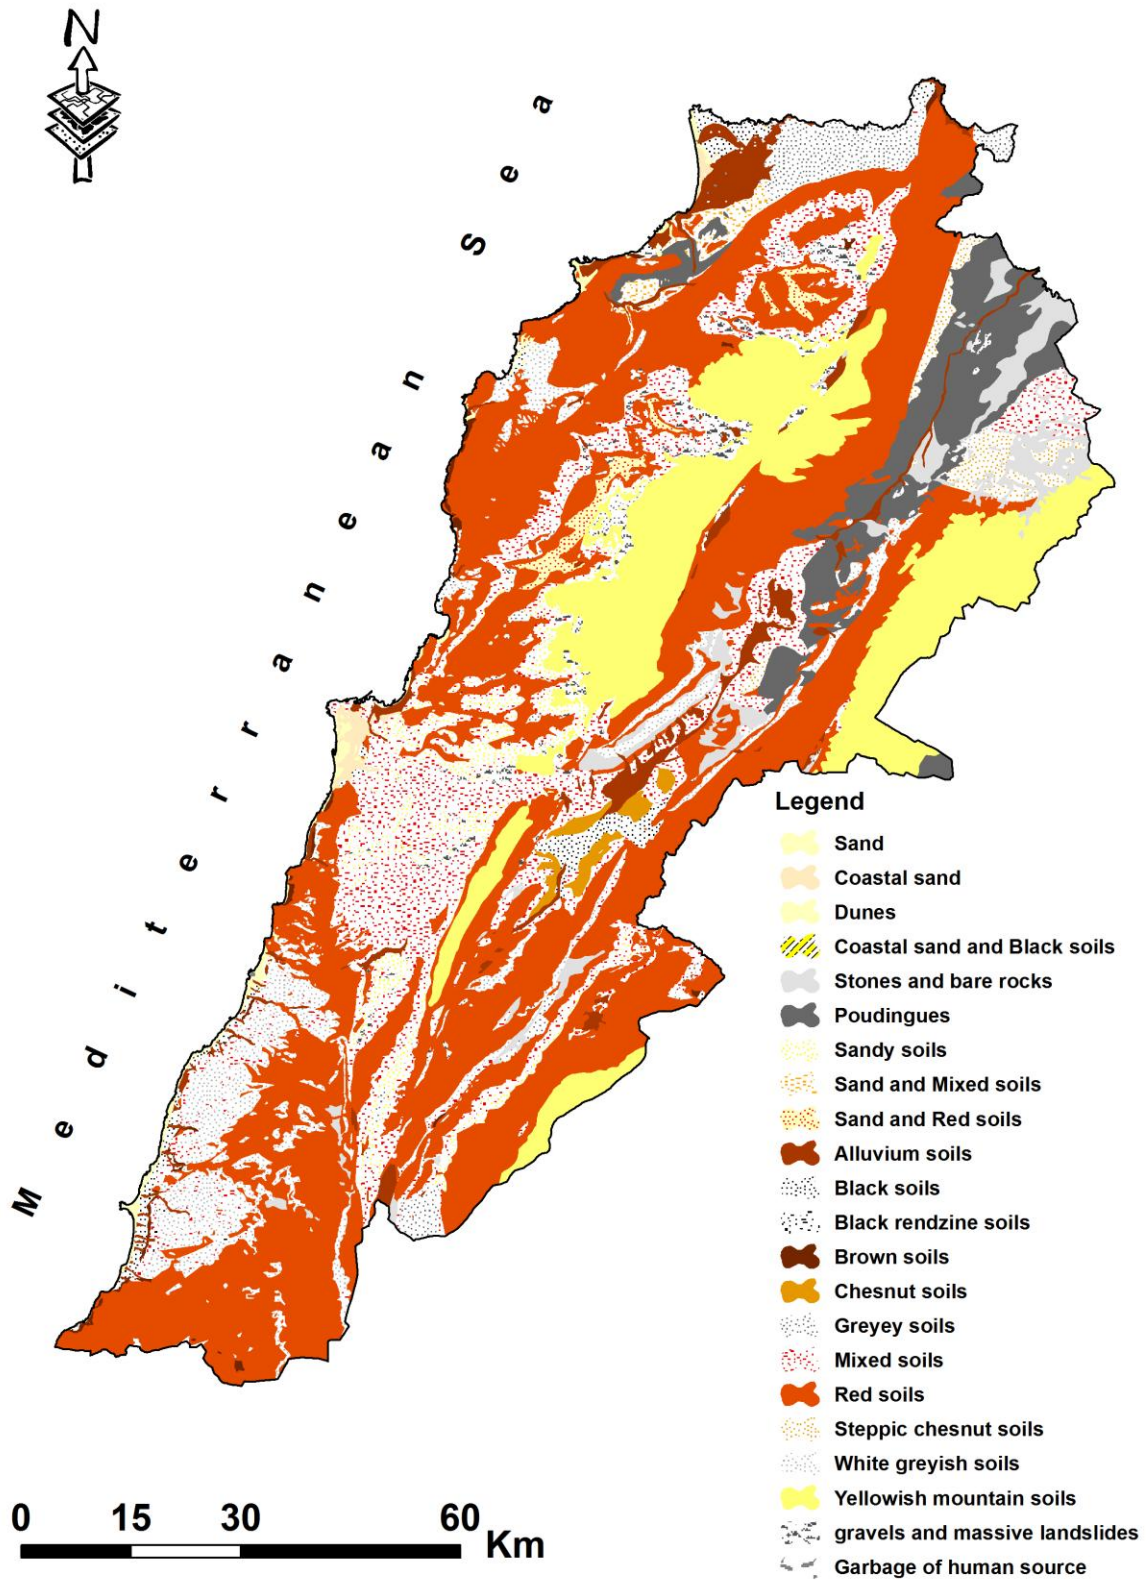 N
Mediterranean Sea
Legend
Sand
Coastal sand
Dunes
Coastal sand and Black soils
Stones and bare rocks
Poudingues
Sandy soils
Sand and Mixed soils
Sand and Red soils
Alluvium soils
Black soils
Black rendzine soils
Brown soils
Chesnut soils
Greyey soils
Mixed soils
Red soils
Steppic chesnut soils
White greyish soils
Yellowish mountain soils
gravels and massive landslides
Garbage of human source
0 15 30 60 Km